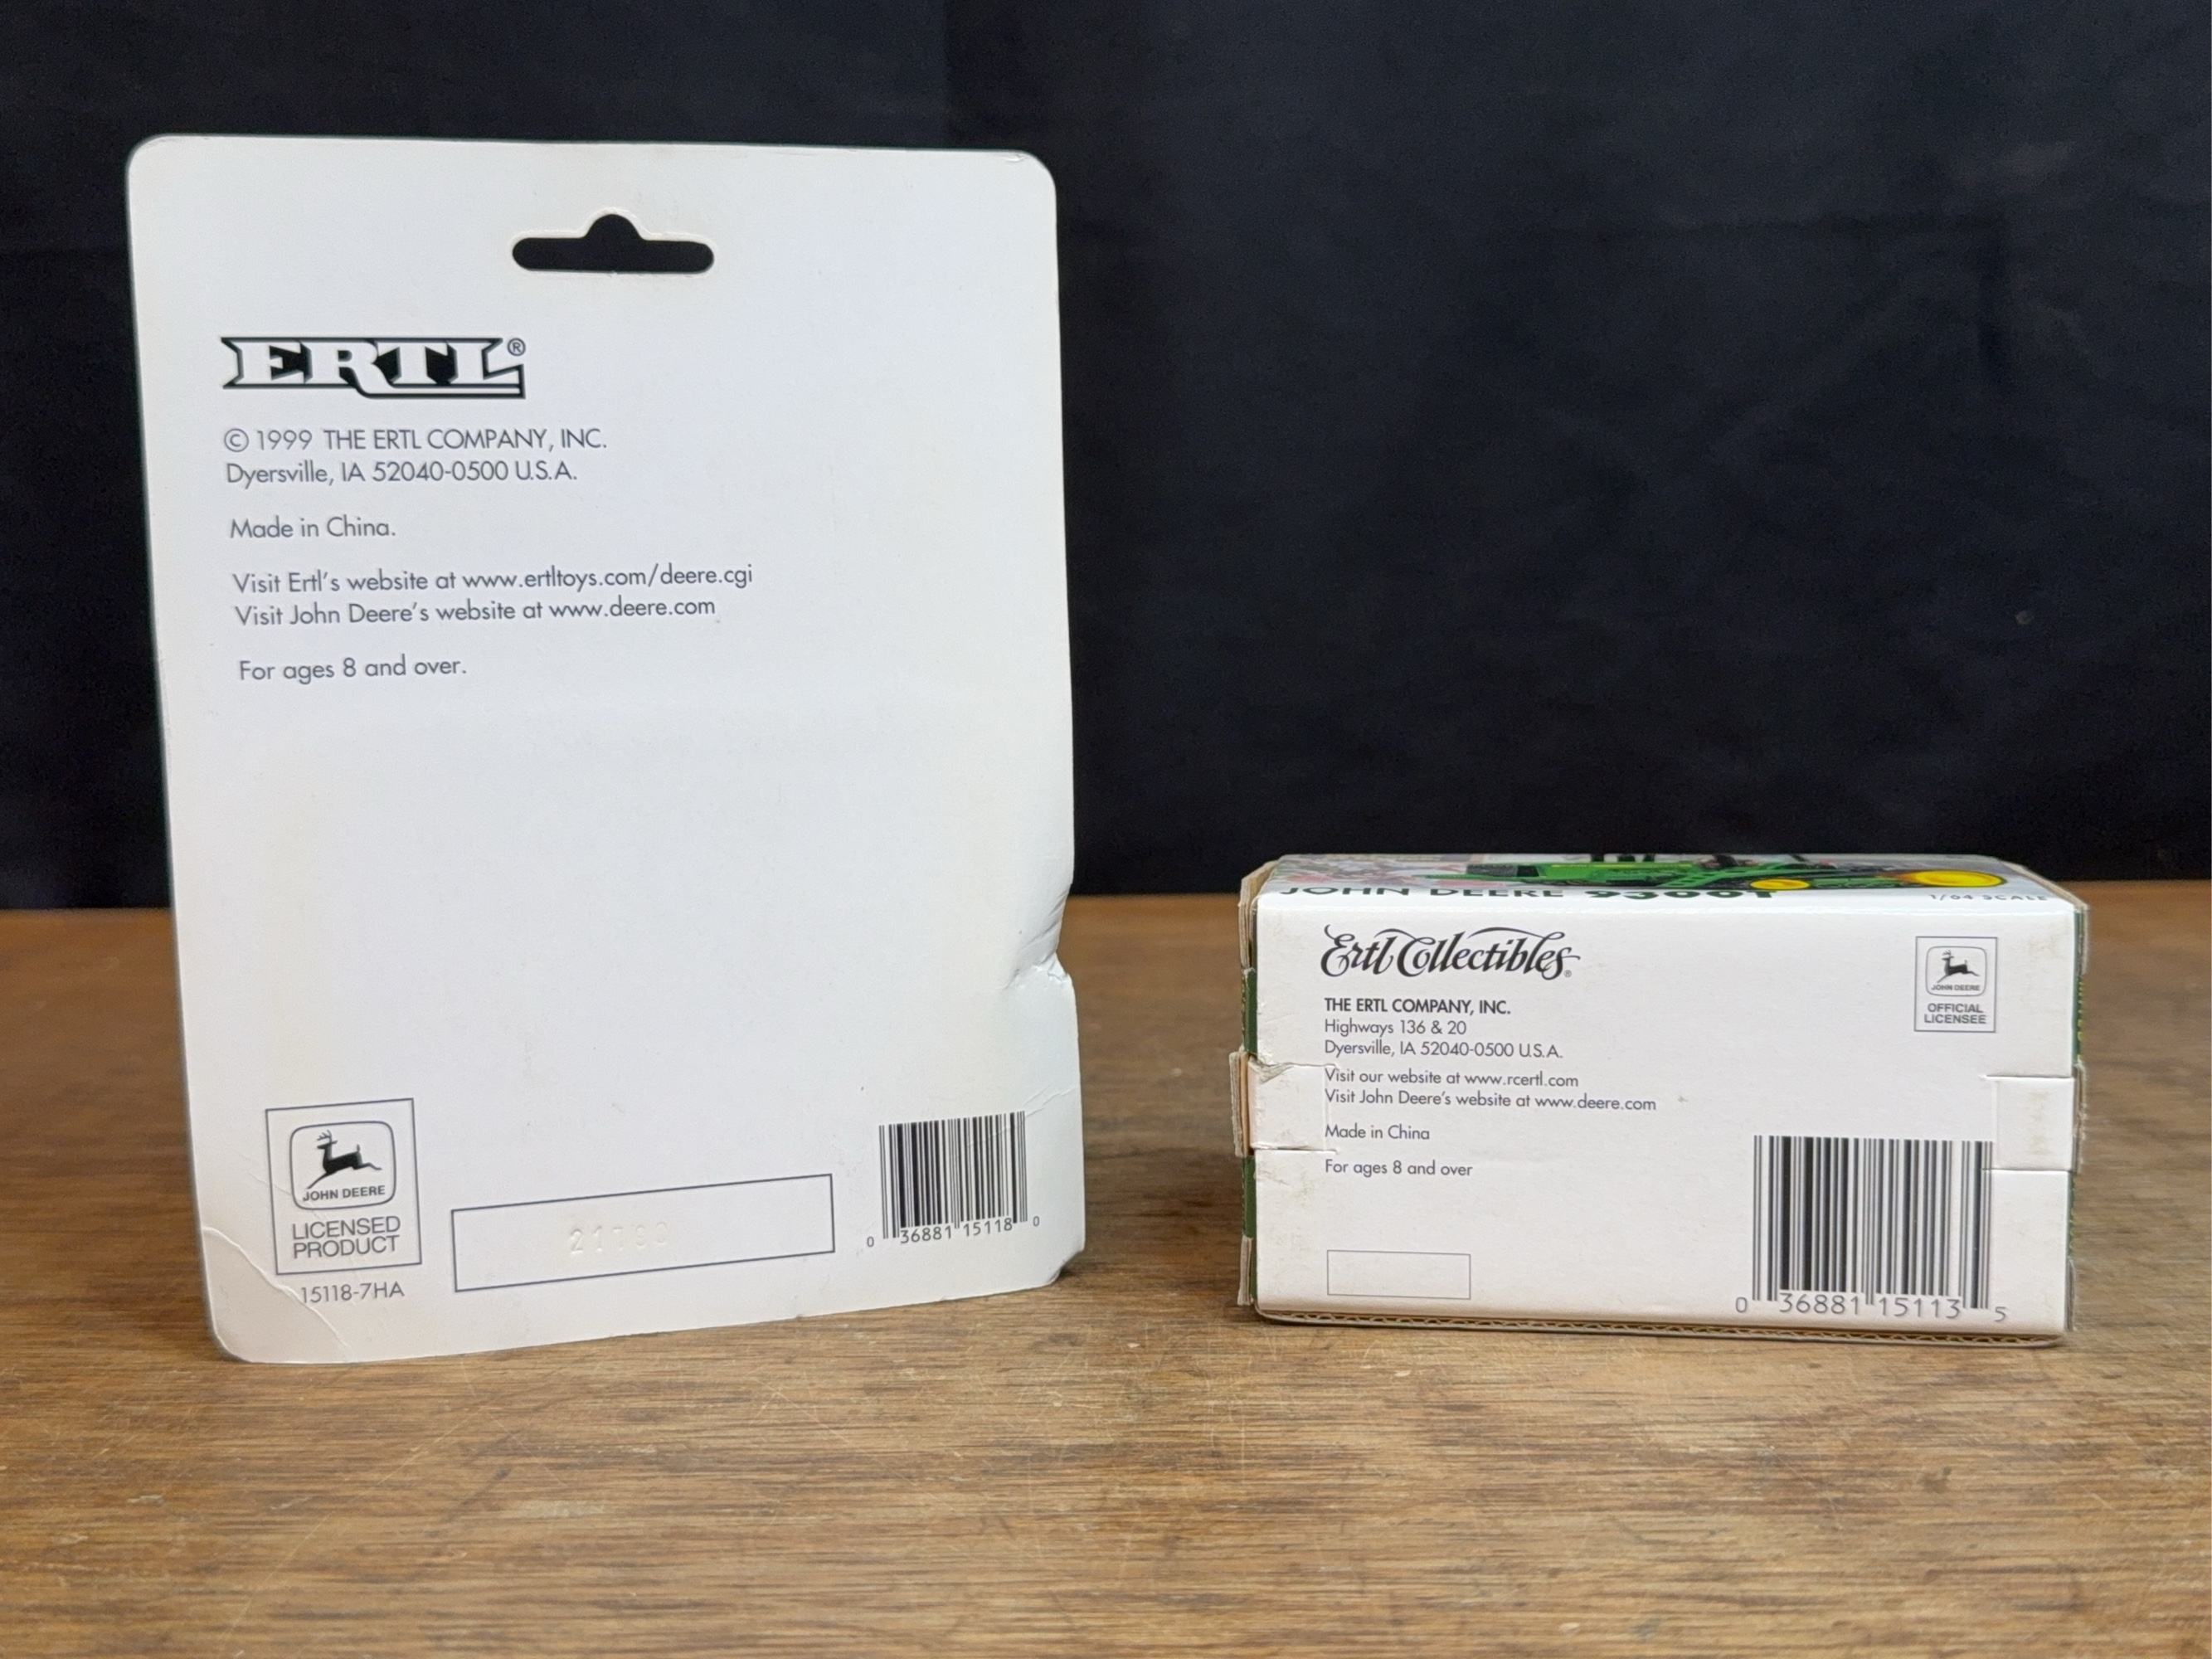 ERTL®
© 1999 THE ERTL COMPANY, INC.
Dyersville, IA 52040-0500 U.S.A.
Made in China.
Visit Ertl's website at www.ertltoys.com/deere.cgi
Visit John Deere's website at www.deere.com
For ages 8 and over.
JOHN DEERE
LICENSED
PRODUCT
15118-7HA
0 36881 15118 0
JOHN DEERE 9300T
1/64 SCALE
Ertl Collectibles®
THE ERTL COMPANY, INC.
Highways 136 & 20
Dyersville, IA 52040-0500 U.S.A.
Visit our website at www.rcertl.com
Visit John Deere's website at www.deere.com
Made in China
For ages 8 and over
JOHN DEERE
OFFICIAL
LICENSEE
0 36881 15113 5